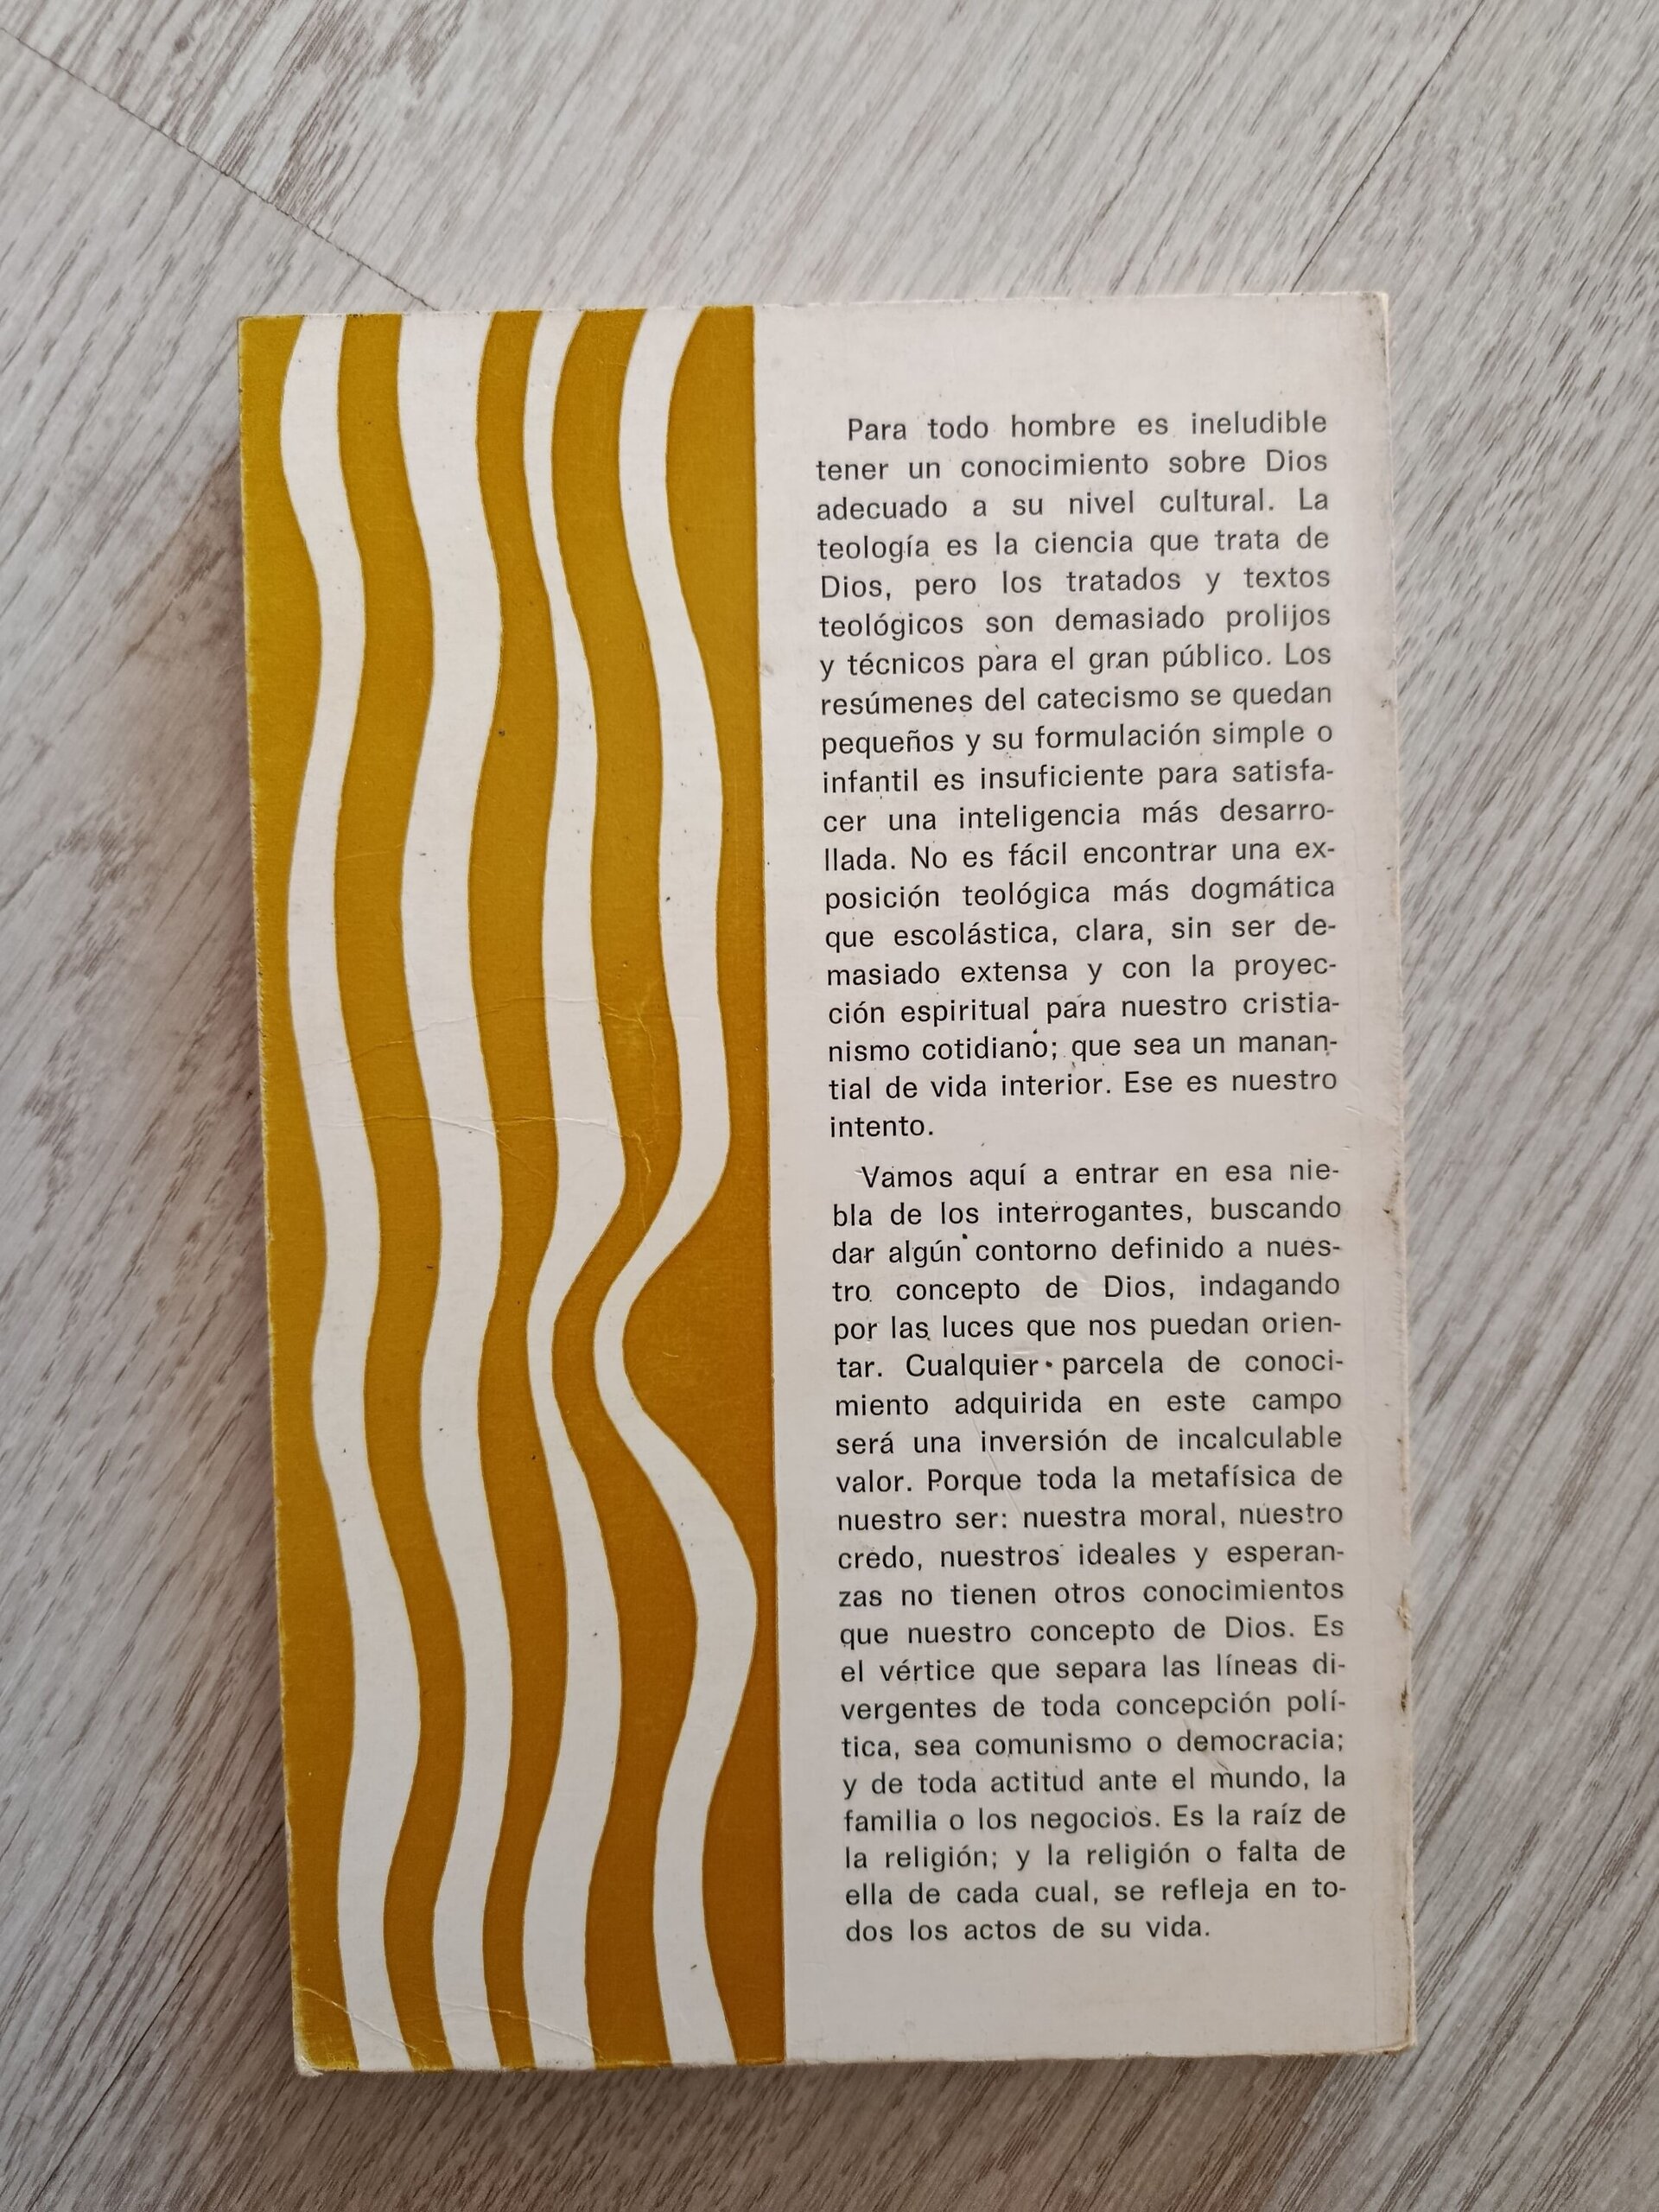 Para todo hombre es ineludible
tener un conocimiento sobre Dios
adecuado a su nivel cultural. La
teología es la ciencia que trata de
Dios, pero los tratados y textos
teológicos son demasiado prolijos
y técnicos para el gran público. Los
resúmenes del catecismo se quedan
pequeños y su formulación simple o
infantil es insuficiente para satisfa-
cer una inteligencia más desarro-
llada. No es fácil encontrar una ex-
posición teológica más dogmática
que escolástica, clara, sin ser de-
masiado extensa y con la proyec-
ción espiritual para nuestro cristia-
nismo cotidiano; que sea un manan-
tial de vida interior. Ese es nuestro
intento.
Vamos aquí a entrar en esa nie-
bla de los interrogantes, buscando
dar algún contorno definido a nues-
tro concepto de Dios, indagando
por las luces que nos puedan orien-
tar. Cualquier parcela de conoci-
miento adquirida en este campo
será una inversión de incalculable
valor. Porque toda la metafísica de
nuestro ser: nuestra moral, nuestro
credo, nuestros ideales y esperan-
zas no tienen otros conocimientos
que nuestro concepto de Dios. Es
el vértice que separa las líneas di-
vergentes de toda concepción polí-
tica, sea comunismo o democracia;
y de toda actitud ante el mundo, la
familia o los negocios. Es la raíz de
la religión; y la religión o falta de
ella de cada cual, se refleja en to-
dos los actos de su vida.